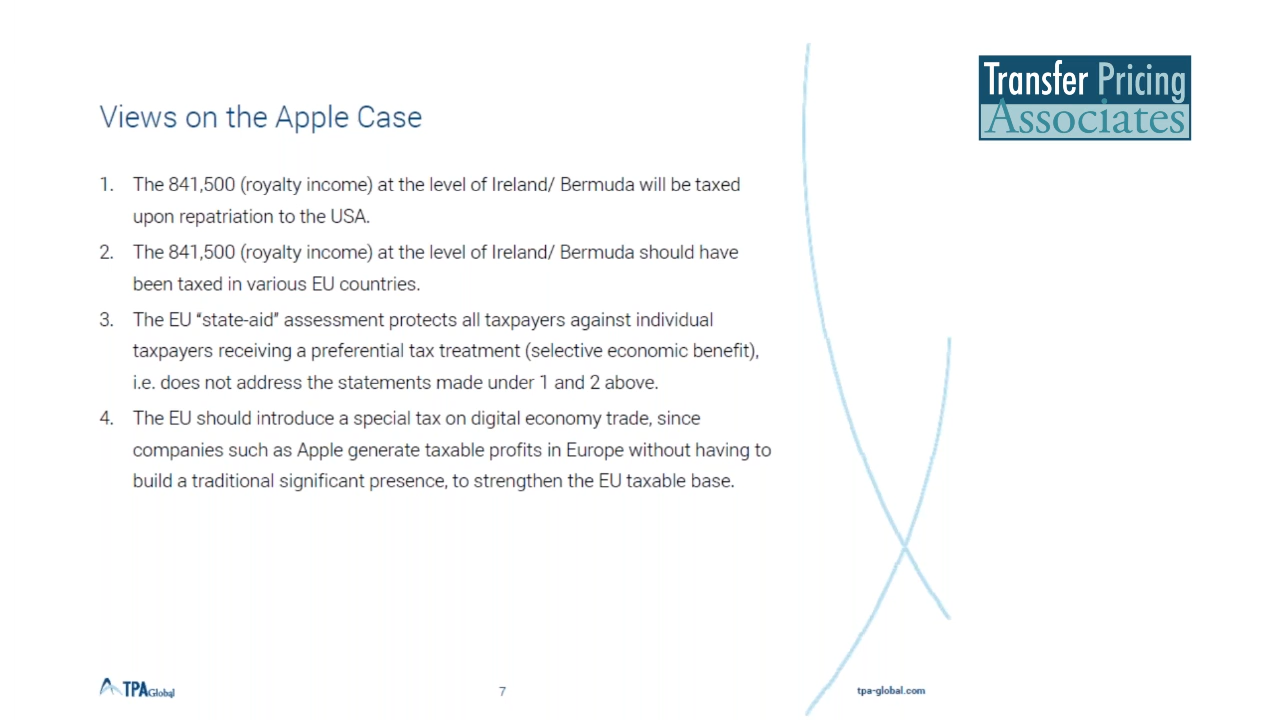 Transfer Pricing
Associates
Views on the Apple Case
1. The 841,500 (royalty income) at the level of Ireland/ Bermuda will be taxed
upon repatriation to the USA.
2. The 841,500 (royalty income) at the level of Ireland/ Bermuda should have
been taxed in various EU countries.
3. The EU “state-aid” assessment protects all taxpayers against individual
taxpayers receiving a preferential tax treatment (selective economic benefit),
i.e. does not address the statements made under 1 and 2 above.
4. The EU should introduce a special tax on digital economy trade, since
companies such as Apple generate taxable profits in Europe without having to
build a traditional significant presence, to strengthen the EU taxable base.
TPA Global
7
tpa-global.com